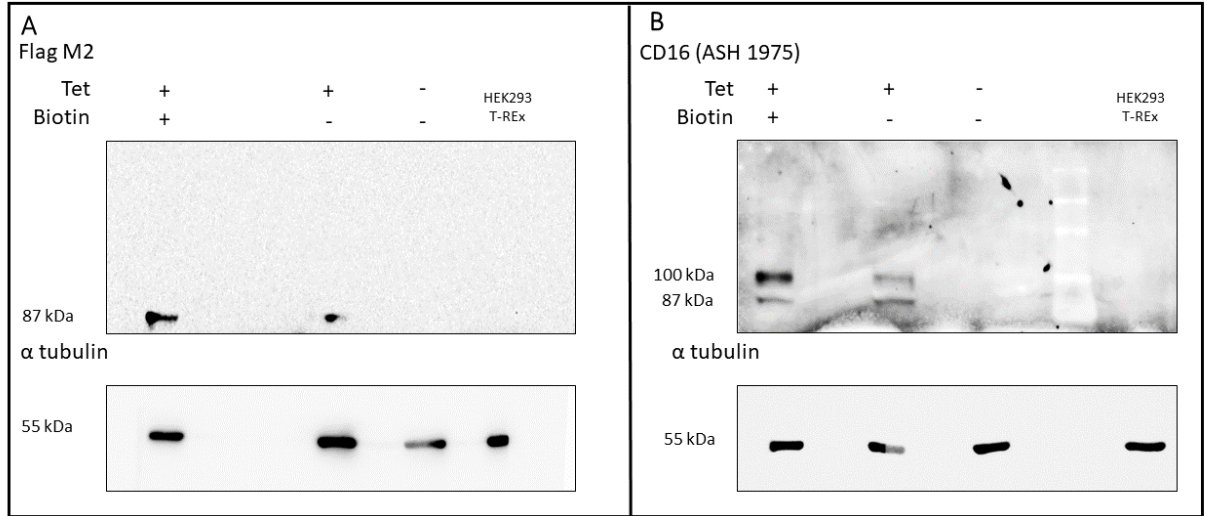 A
Flag M2
Tet + + -
Biotin + - -
HEK293
T-REx
87 kDa
α tubulin
55 kDa
B
CD16 (ASH 1975)
Tet + + -
Biotin + - -
HEK293
T-REx
100 kDa
87 kDa
α tubulin
55 kDa